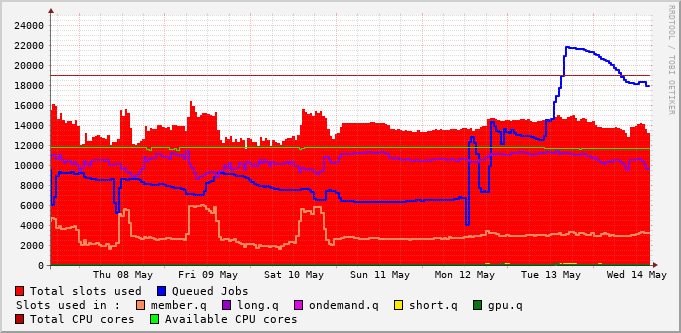 24000
22000
20000
18000
16000
14000
12000
10000
8000
6000
4000
2000
0
Thu 08 May Fri 09 May Sat 10 May Sun 11 May Mon 12 May Tue 13 May Wed 14 May
Total slots used Queued Jobs
Slots used in : member.q long.q ondemand.q short.q gpu.q
Total CPU cores Available CPU cores
RRDTOOL / TOBI OETIKER